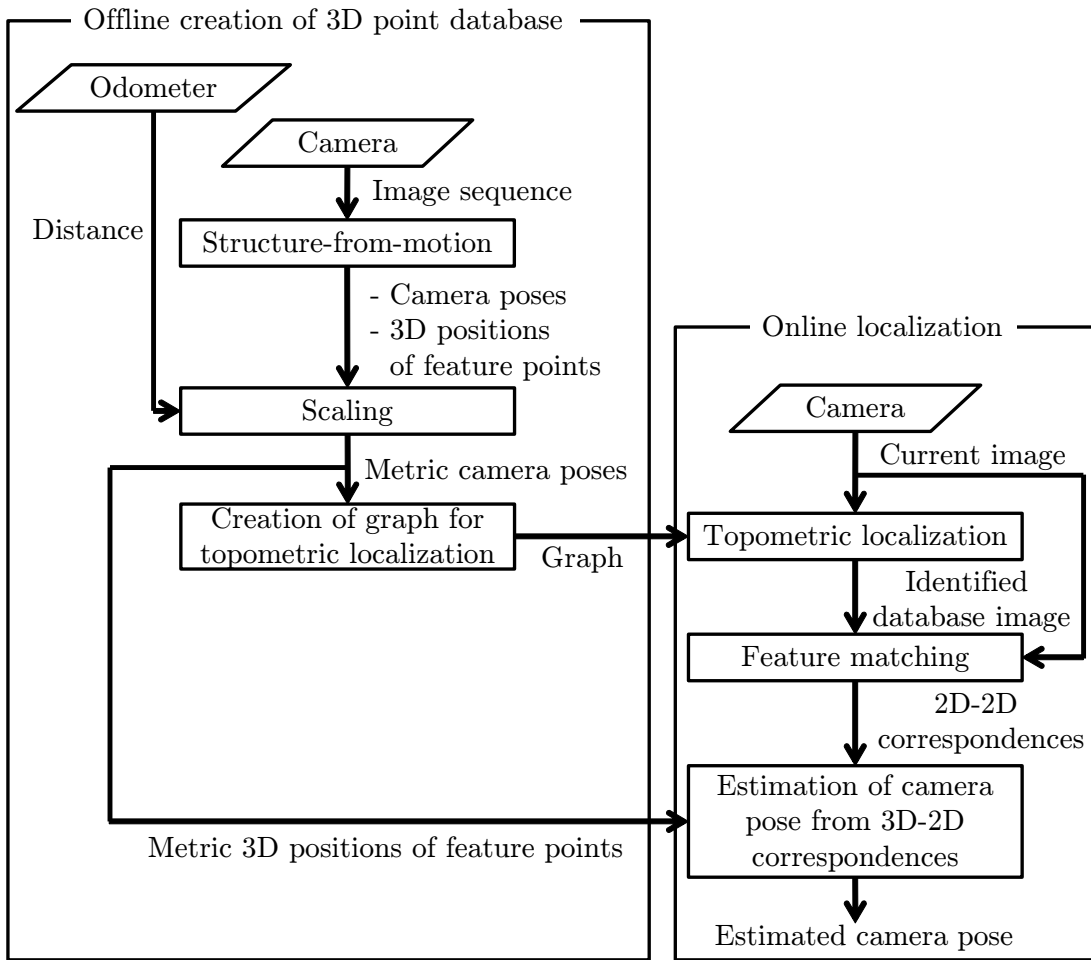 Offline creation of 3D point database
Odometer
Camera
Image sequence
Distance
Structure-from-motion
- Camera poses
- 3D positions
of feature points
Scaling
Metric camera poses
Creation of graph for
topometric localization
Graph
Metric 3D positions of feature points
Online localization
Camera
Current image
Topometric localization
Identified
database image
Feature matching
2D-2D
correspondences
Estimation of camera
pose from 3D-2D
correspondences
Estimated camera pose